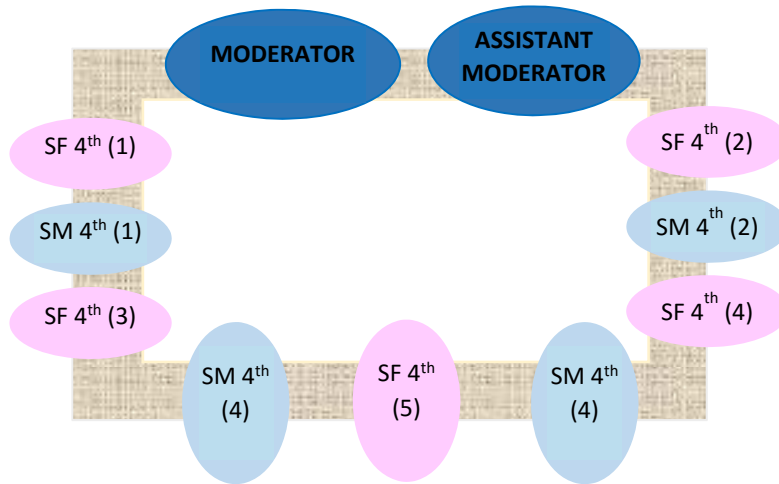 MODERATOR
ASSISTANT
MODERATOR
SF 4th (1)
SF 4th (2)
SM 4th (1)
SM 4th (2)
SF 4th (3)
SF 4th (4)
SM 4th
(4)
SF 4th
(5)
SM 4th
(4)